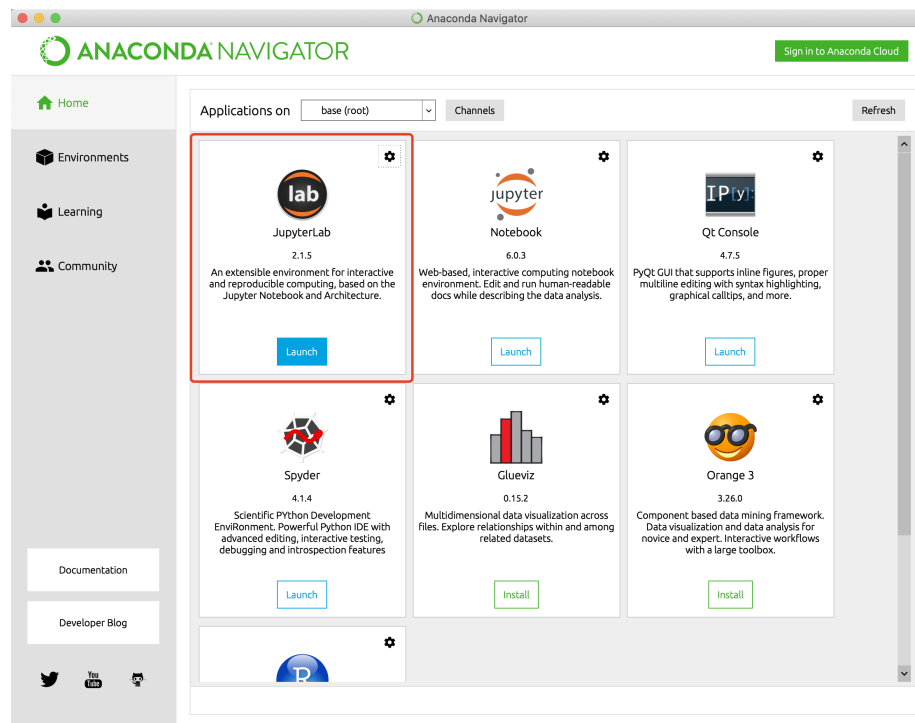 Anaconda Navigator
ANACONDA NAVIGATOR
Sign in to Anaconda Cloud
Home
Environments
Learning
Community
Documentation
Developer Blog
You
Tube
Applications on
base (root)
Channels
Refresh
lab
JupyterLab
2.1.5
An extensible environment for interactive
and reproducible computing, based on the
Jupyter Notebook and Architecture.
Launch
jupyter
Notebook
6.0.3
Web-based, interactive computing notebook
environment. Edit and run human-readable
docs while describing the data analysis.
Launch
IP[y]:
Qt Console
4.7.5
PyQt GUI that supports inline figures, proper
multiline editing with syntax highlighting,
graphical calltips, and more.
Launch
Spyder
4.1.4
Scientific PYthon Development
EnviRonment. Powerful Python IDE with
advanced editing, interactive testing,
debugging and introspection features
Launch
Glueviz
0.15.2
Multidimensional data visualization across
files. Explore relationships within and among
related datasets.
Install
Orange 3
3.26.0
Component based data mining framework.
Data visualization and data analysis for
novice and expert. Interactive workflows
with a large toolbox.
Install
R